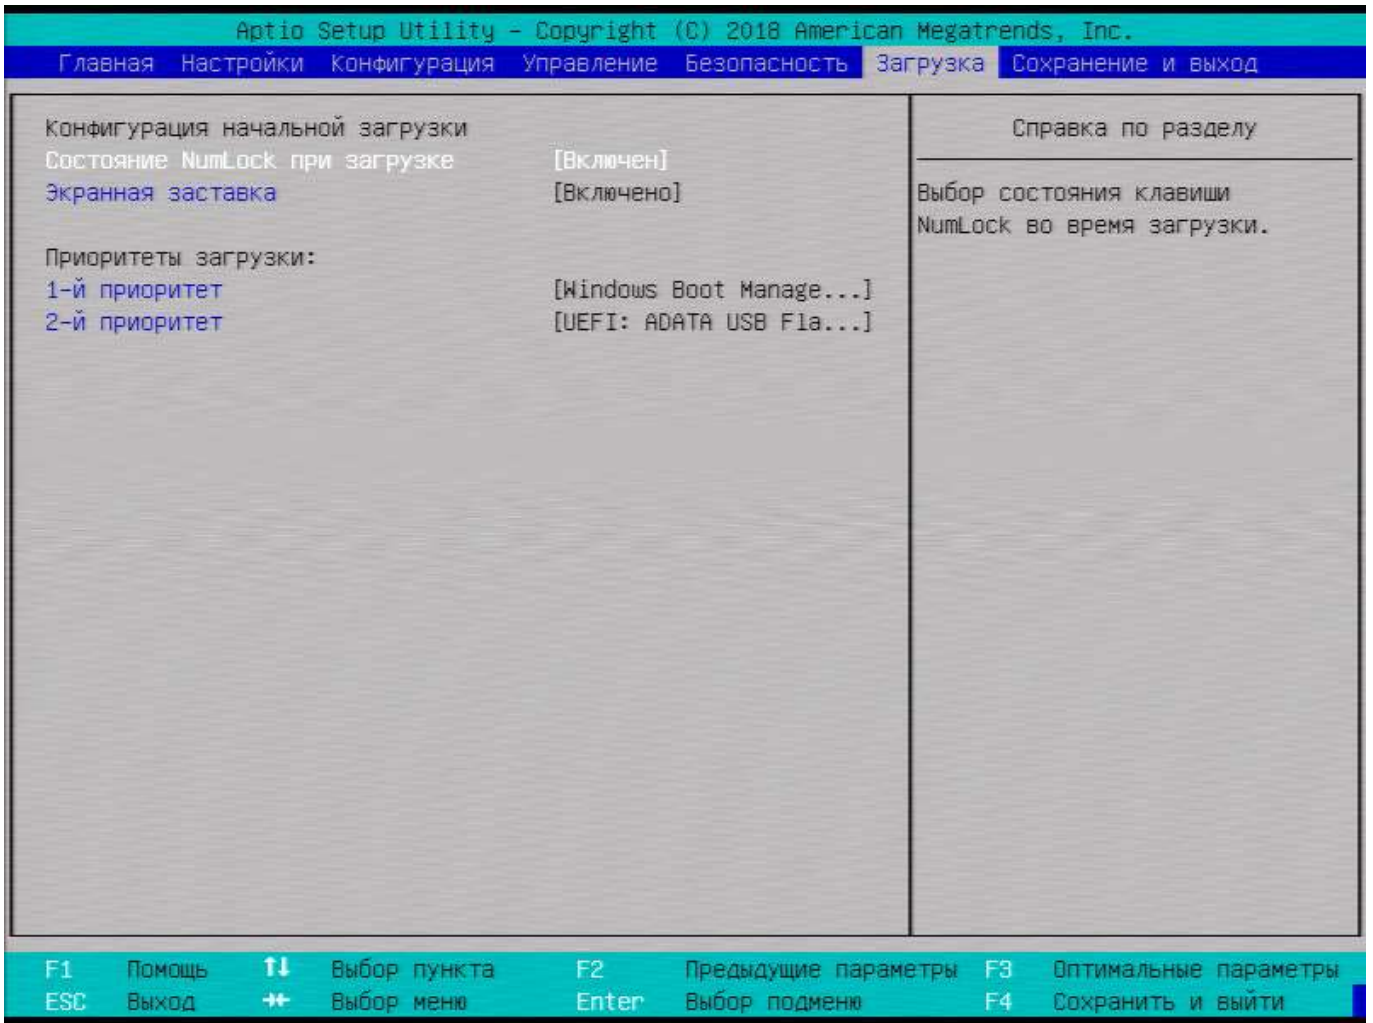 Aptio Setup Utility – Copyright (C) 2018 American Megatrends, Inc.
Главная Настройки Конфигурация Управление Безопасность Загрузка Сохранение и выход
Конфигурация начальной загрузки
Состояние NumLock при загрузке [Включен]
Экранная заставка [Включено]
Приоритеты загрузки:
1-й приоритет [Windows Boot Manage...]
2-й приоритет [UEFI: ADATA USB Fla...]
Справка по разделу
Выбор состояния клавиши
NumLock во время загрузки.
F1 Помощь ↑↓ Выбор пункта F2 Предыдущие параметры F3 Оптимальные параметры
ESC Выход →← Выбор меню Enter Выбор подменю F4 Сохранить и выйти